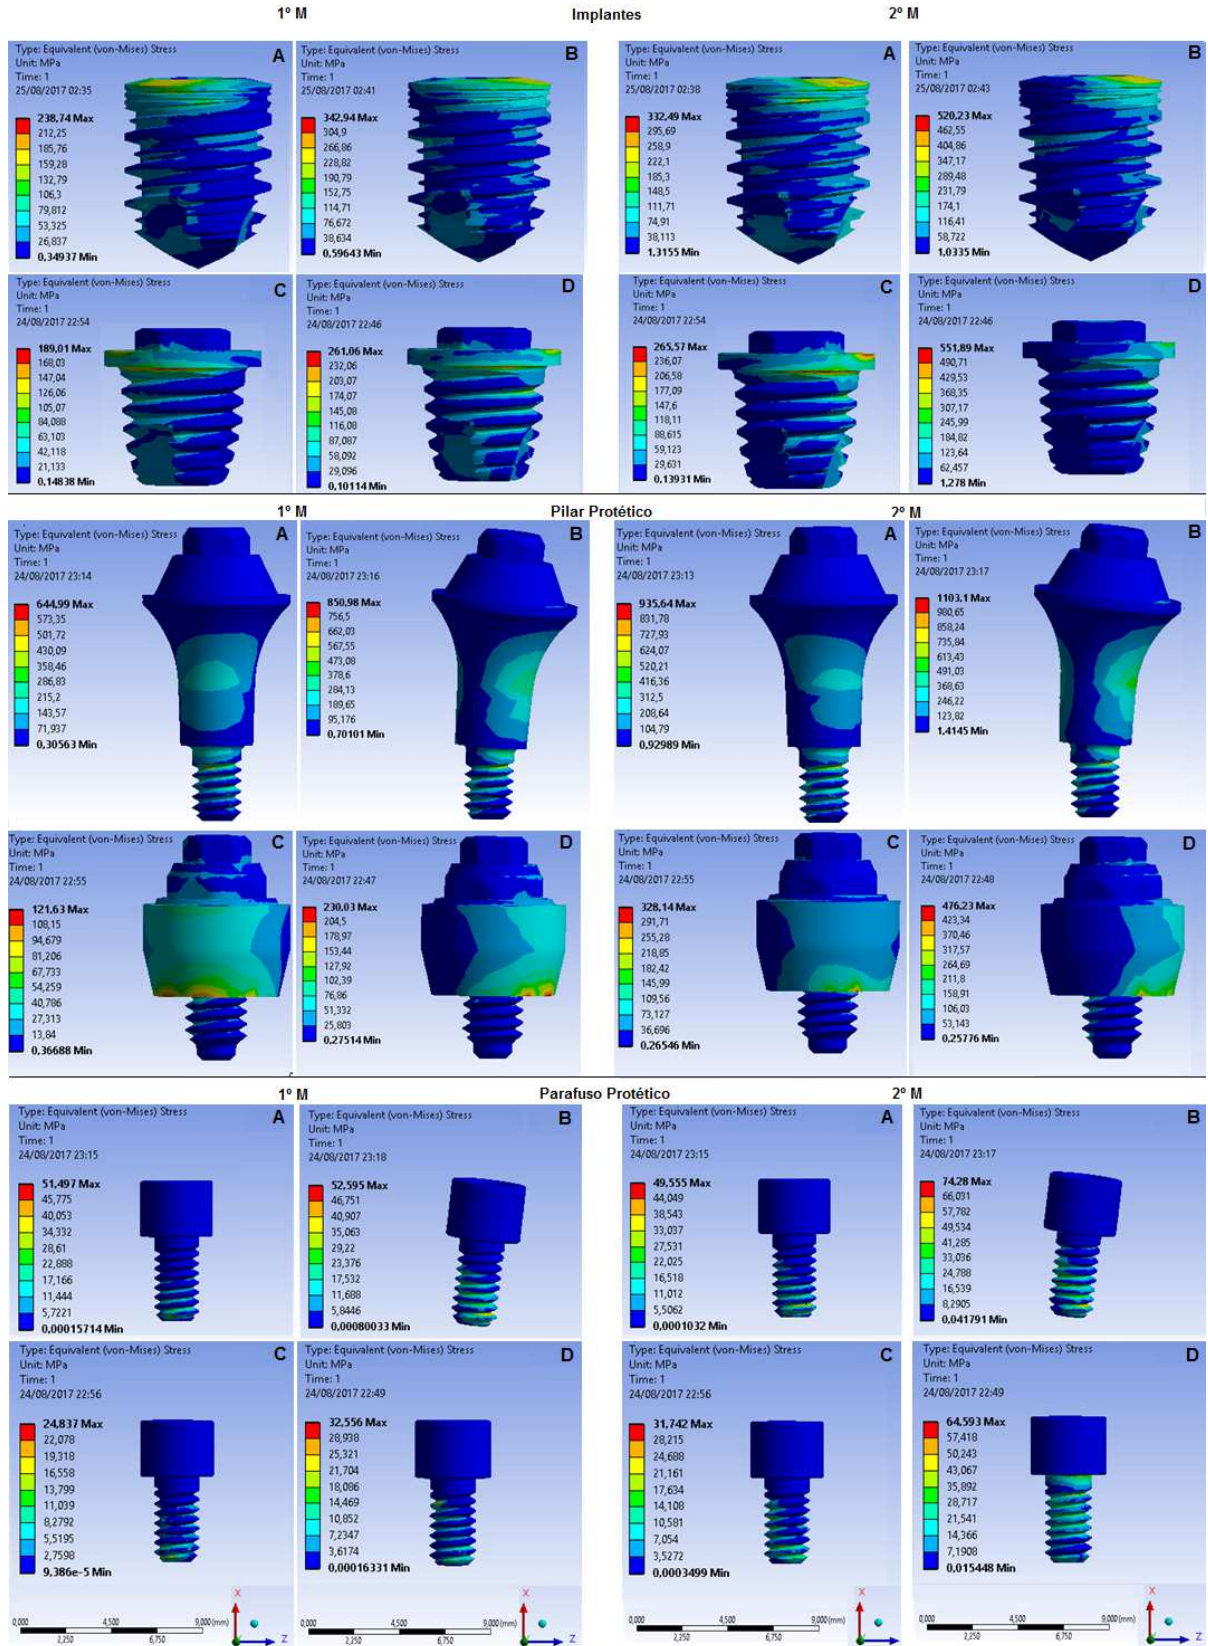 1º M
Implantes
2º M
Type: Equivalent (von-Mises) Stress
Unit: MPa
Time: 1
25/08/2017 02:35
A
238,74 Max
212,25
185,76
159,28
132,79
106,3
79,812
53,325
26,837
0,34937 Min
Type: Equivalent (von-Mises) Stress
Unit: MPa
Time: 1
25/08/2017 02:41
B
342,94 Max
304,9
266,86
228,82
190,79
152,75
114,71
76,672
38,634
0,59643 Min
Type: Equivalent (von-Mises) Stress
Unit: MPa
Time: 1
25/08/2017 02:38
A
332,49 Max
295,69
258,9
222,1
185,3
148,5
111,71
74,91
38,113
1,3155 Min
Type: Equivalent (von-Mises) Stress
Unit: MPa
Time: 1
25/08/2017 02:43
B
520,23 Max
462,55
404,86
347,17
289,48
231,79
174,1
116,41
58,722
1,0335 Min
Type: Equivalent (von-Mises) Stress
Unit: MPa
Time: 1
24/08/2017 22:54
C
189,01 Max
168,03
147,04
126,06
105,07
84,088
63,103
42,118
21,133
0,14838 Min
Type: Equivalent (von-Mises) Stress
Unit: MPa
Time: 1
24/08/2017 22:46
D
261,06 Max
232,06
203,07
174,07
145,08
116,08
87,087
58,092
29,096
0,10114 Min
Type: Equivalent (von-Mises) Stress
Unit: MPa
Time: 1
24/08/2017 22:54
C
265,57 Max
236,07
206,58
177,09
147,6
118,11
88,615
59,123
29,631
0,13931 Min
Type: Equivalent (von-Mises) Stress
Unit: MPa
Time: 1
24/08/2017 22:46
D
551,89 Max
490,71
429,53
368,35
307,17
245,99
184,82
123,64
62,457
1,278 Min
1º M
Pilar Protético
2º M
Type: Equivalent (von-Mises) Stress
Unit: MPa
Time: 1
24/08/2017 23:14
A
644,99 Max
573,35
501,72
430,09
358,46
286,83
215,2
143,57
71,937
0,30563 Min
Type: Equivalent (von-Mises) Stress
Unit: MPa
Time: 1
24/08/2017 23:16
B
850,98 Max
756,5
662,03
567,55
473,08
378,6
284,13
189,65
95,176
0,70101 Min
Type: Equivalent (von-Mises) Stress
Unit: MPa
Time: 1
24/08/2017 23:13
A
935,64 Max
831,78
727,93
624,07
520,21
416,36
312,5
208,64
104,79
0,92989 Min
Type: Equivalent (von-Mises) Stress
Unit: MPa
Time: 1
24/08/2017 23:17
B
1103,1 Max
980,65
858,24
735,84
613,43
491,03
368,63
246,22
123,82
1,4145 Min
Type: Equivalent (von-Mises) Stress
Unit: MPa
Time: 1
24/08/2017 22:55
C
121,63 Max
108,15
94,679
81,206
67,733
54,259
40,786
27,313
13,84
0,36688 Min
Type: Equivalent (von-Mises) Stress
Unit: MPa
Time: 1
24/08/2017 22:47
D
230,03 Max
204,5
178,97
153,44
127,92
102,39
76,86
51,332
25,803
0,27514 Min
Type: Equivalent (von-Mises) Stress
Unit: MPa
Time: 1
24/08/2017 22:55
C
328,14 Max
291,71
255,28
218,85
182,42
145,99
109,56
73,127
36,696
0,26546 Min
Type: Equivalent (von-Mises) Stress
Unit: MPa
Time: 1
24/08/2017 22:48
D
476,23 Max
423,34
370,46
317,57
264,69
211,8
158,91
106,03
53,143
0,25776 Min
1º M
Parafuso Protético
2º M
Type: Equivalent (von-Mises) Stress
Unit: MPa
Time: 1
24/08/2017 23:15
A
51,497 Max
45,775
40,053
34,332
28,61
22,888
17,166
11,444
5,7221
0,00015714 Min
Type: Equivalent (von-Mises) Stress
Unit: MPa
Time: 1
24/08/2017 23:18
B
52,595 Max
46,751
40,907
35,063
29,22
23,376
17,532
11,688
5,8446
0,00080033 Min
Type: Equivalent (von-Mises) Stress
Unit: MPa
Time: 1
24/08/2017 23:15
A
49,555 Max
44,049
38,543
33,037
27,531
22,025
16,518
11,012
5,5062
0,0001032 Min
Type: Equivalent (von-Mises) Stress
Unit: MPa
Time: 1
24/08/2017 23:17
B
74,28 Max
66,031
57,782
49,534
41,285
33,036
24,788
16,539
8,2905
0,041791 Min
Type: Equivalent (von-Mises) Stress
Unit: MPa
Time: 1
24/08/2017 22:56
C
24,837 Max
22,078
19,318
16,558
13,799
11,039
8,2792
5,5195
2,7598
9,386e-5 Min
Type: Equivalent (von-Mises) Stress
Unit: MPa
Time: 1
24/08/2017 22:49
D
32,556 Max
28,938
25,321
21,704
18,086
14,469
10,852
7,2347
3,6174
0,00016331 Min
Type: Equivalent (von-Mises) Stress
Unit: MPa
Time: 1
24/08/2017 22:56
C
31,742 Max
28,215
24,688
21,161
17,634
14,108
10,581
7,054
3,5272
0,0003499 Min
Type: Equivalent (von-Mises) Stress
Unit: MPa
Time: 1
24/08/2017 22:49
D
64,593 Max
57,418
50,243
43,067
35,892
28,717
21,541
14,366
7,1908
0,015448 Min
0,000 4,500 9,000 (mm)
2,250 6,750
X
Z
0,000 4,500 9,000 (mm)
2,250 6,750
X
Z
0,000 4,500 9,000 (mm)
2,250 6,750
X
Z
0,000 4,500 9,000 (mm)
2,250 6,750
X
Z